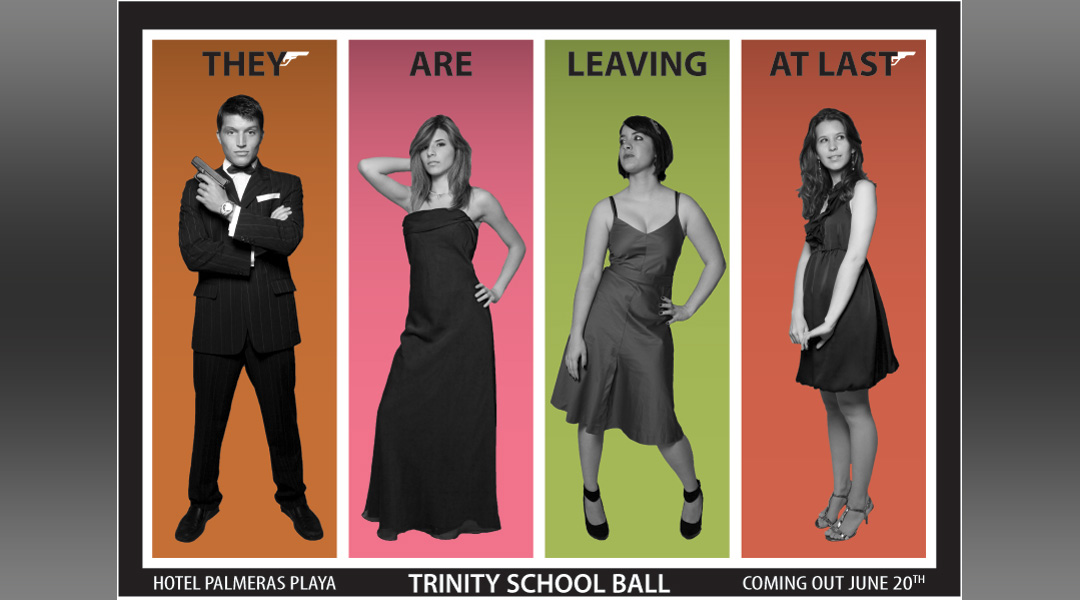 THEY ARE LEAVING AT LAST
HOTEL PALMERAS PLAYA TRINITY SCHOOL BALL COMING OUT JUNE 20TH